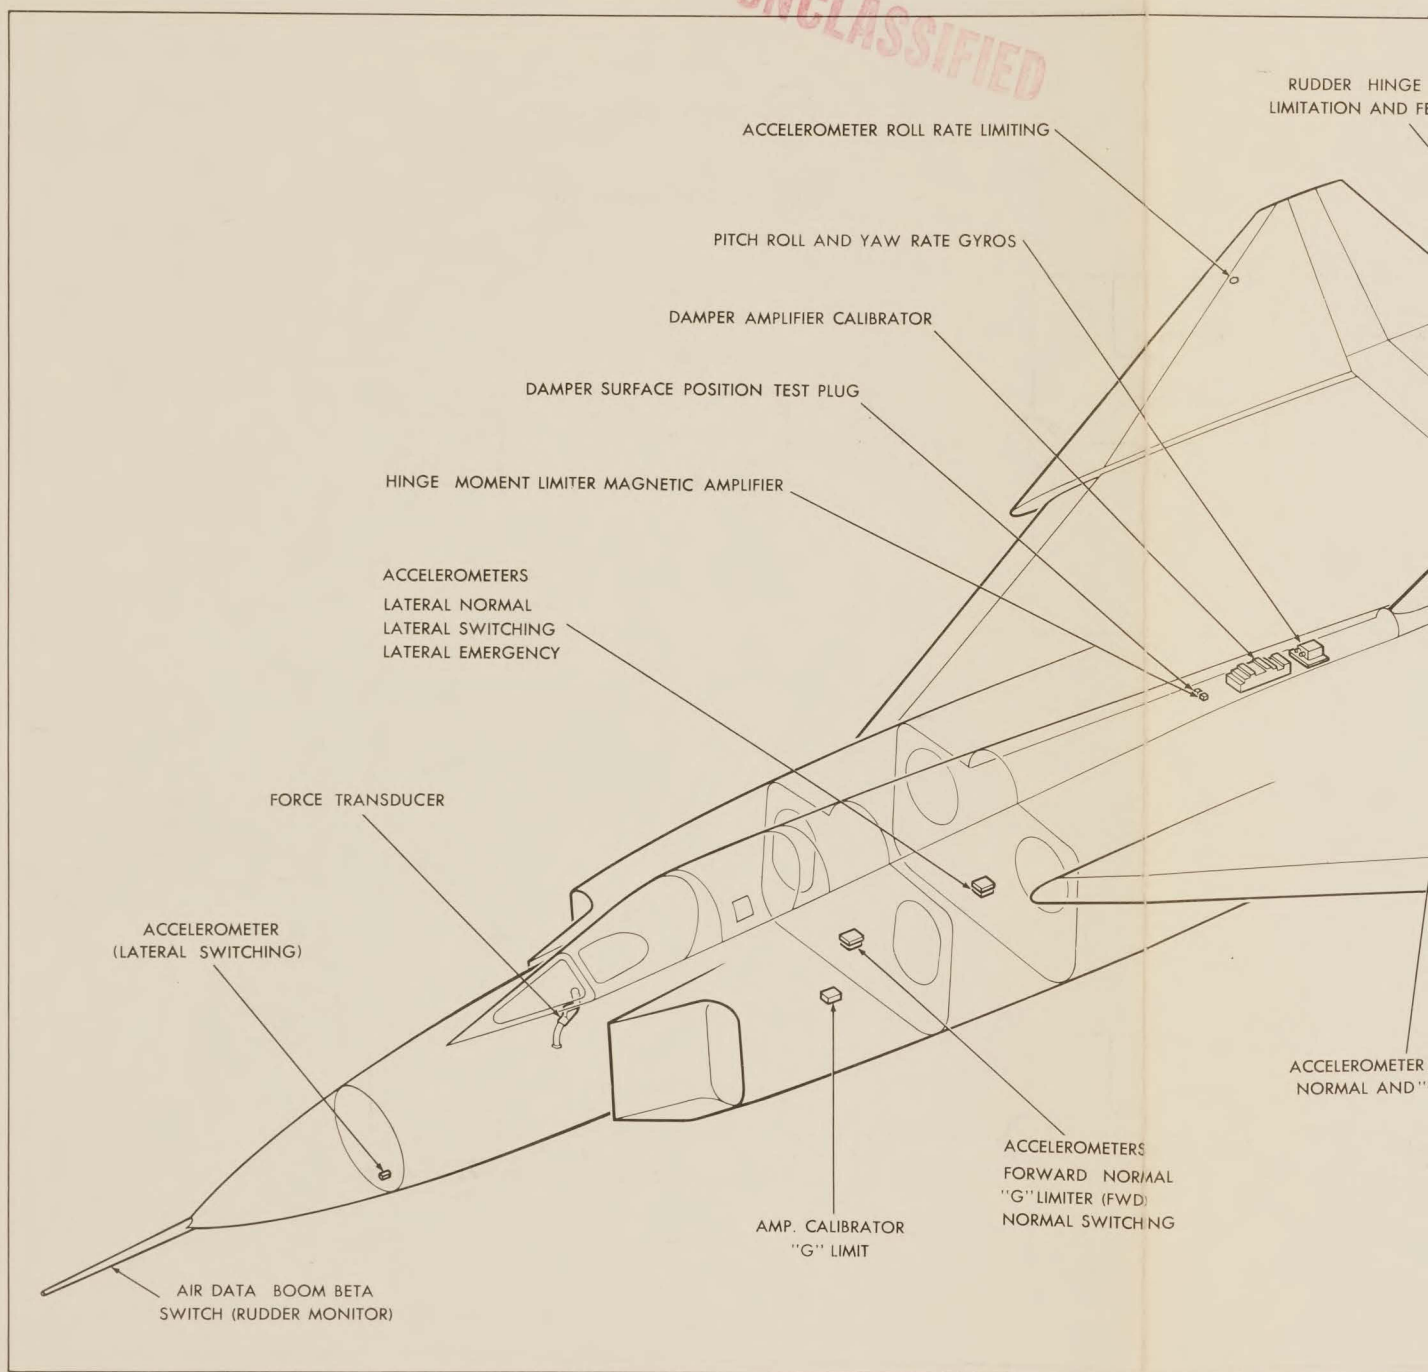 UNCLASSIFIED
RUDDER HINGE
LIMITATION AND
ACCELEROMETER ROLL RATE LIMITING
PITCH ROLL AND YAW RATE GYROS
DAMPER AMPLIFIER CALIBRATOR
DAMPER SURFACE POSITION TEST PLUG
HINGE MOMENT LIMITER MAGNETIC AMPLIFIER
ACCELEROMETERS
LATERAL NORMAL
LATERAL SWITCHING
LATERAL EMERGENCY
FORCE TRANSDUCER
ACCELEROMETER
(LATERAL SWITCHING)
ACCELEROMETER
NORMAL AND "
ACCELEROMETERS
FORWARD NORMAL
"G" LIMITER (FWD)
NORMAL SWITCHING
AMP. CALIBRATOR
"G" LIMIT
AIR DATA BOOM BETA
SWITCH (RUDDER MONITOR)